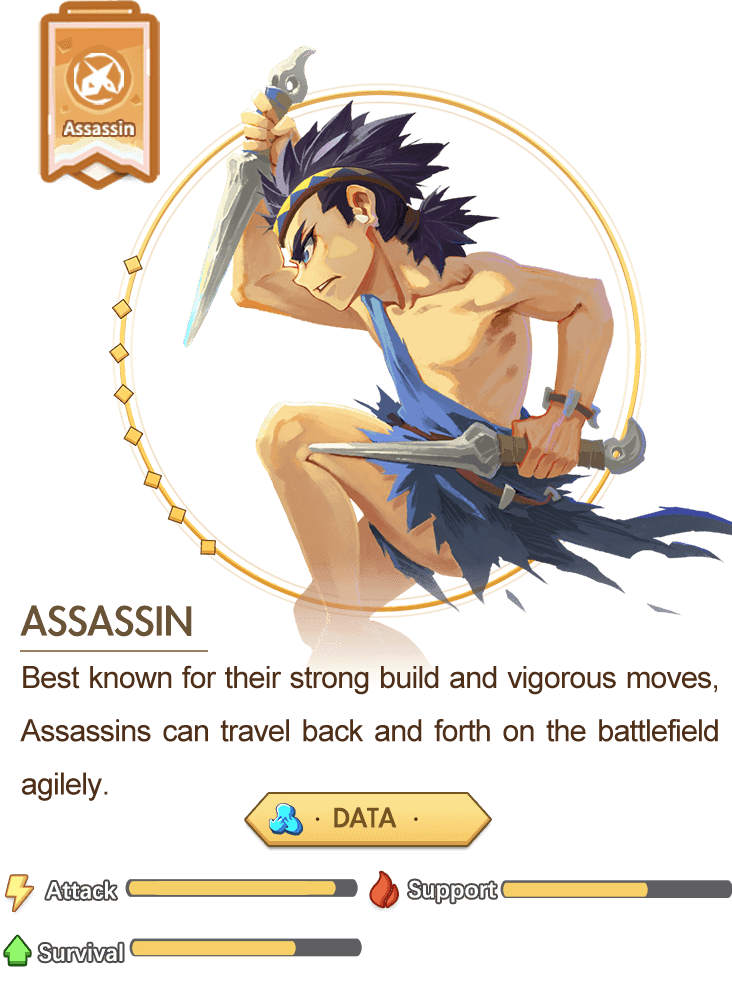 Assassin
ASSASSIN
Best known for their strong build and vigorous moves,
Assassins can travel back and forth on the battlefield
agilely.
· DATA ·
Attack
Support
Survival